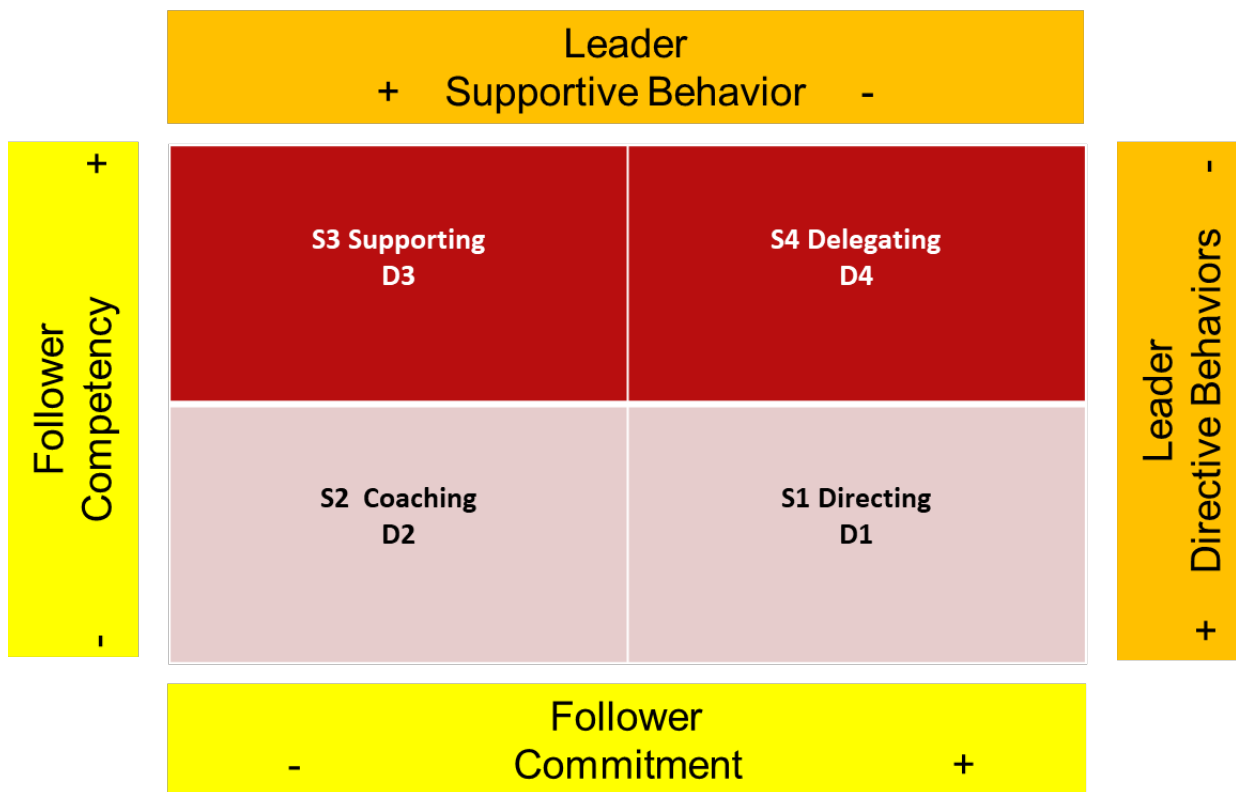 Leader
+ Supportive Behavior -
+
Follower
Competency
-
S3 Supporting
D3
S4 Delegating
D4
-
Leader
Directive Behaviors
+
S2 Coaching
D2
S1 Directing
D1
Follower
- Commitment +